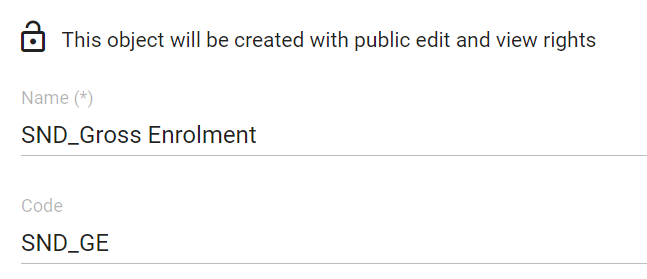 This object will be created with public edit and view rights
Name (*)
SND_Gross Enrolment
Code
SND_GE